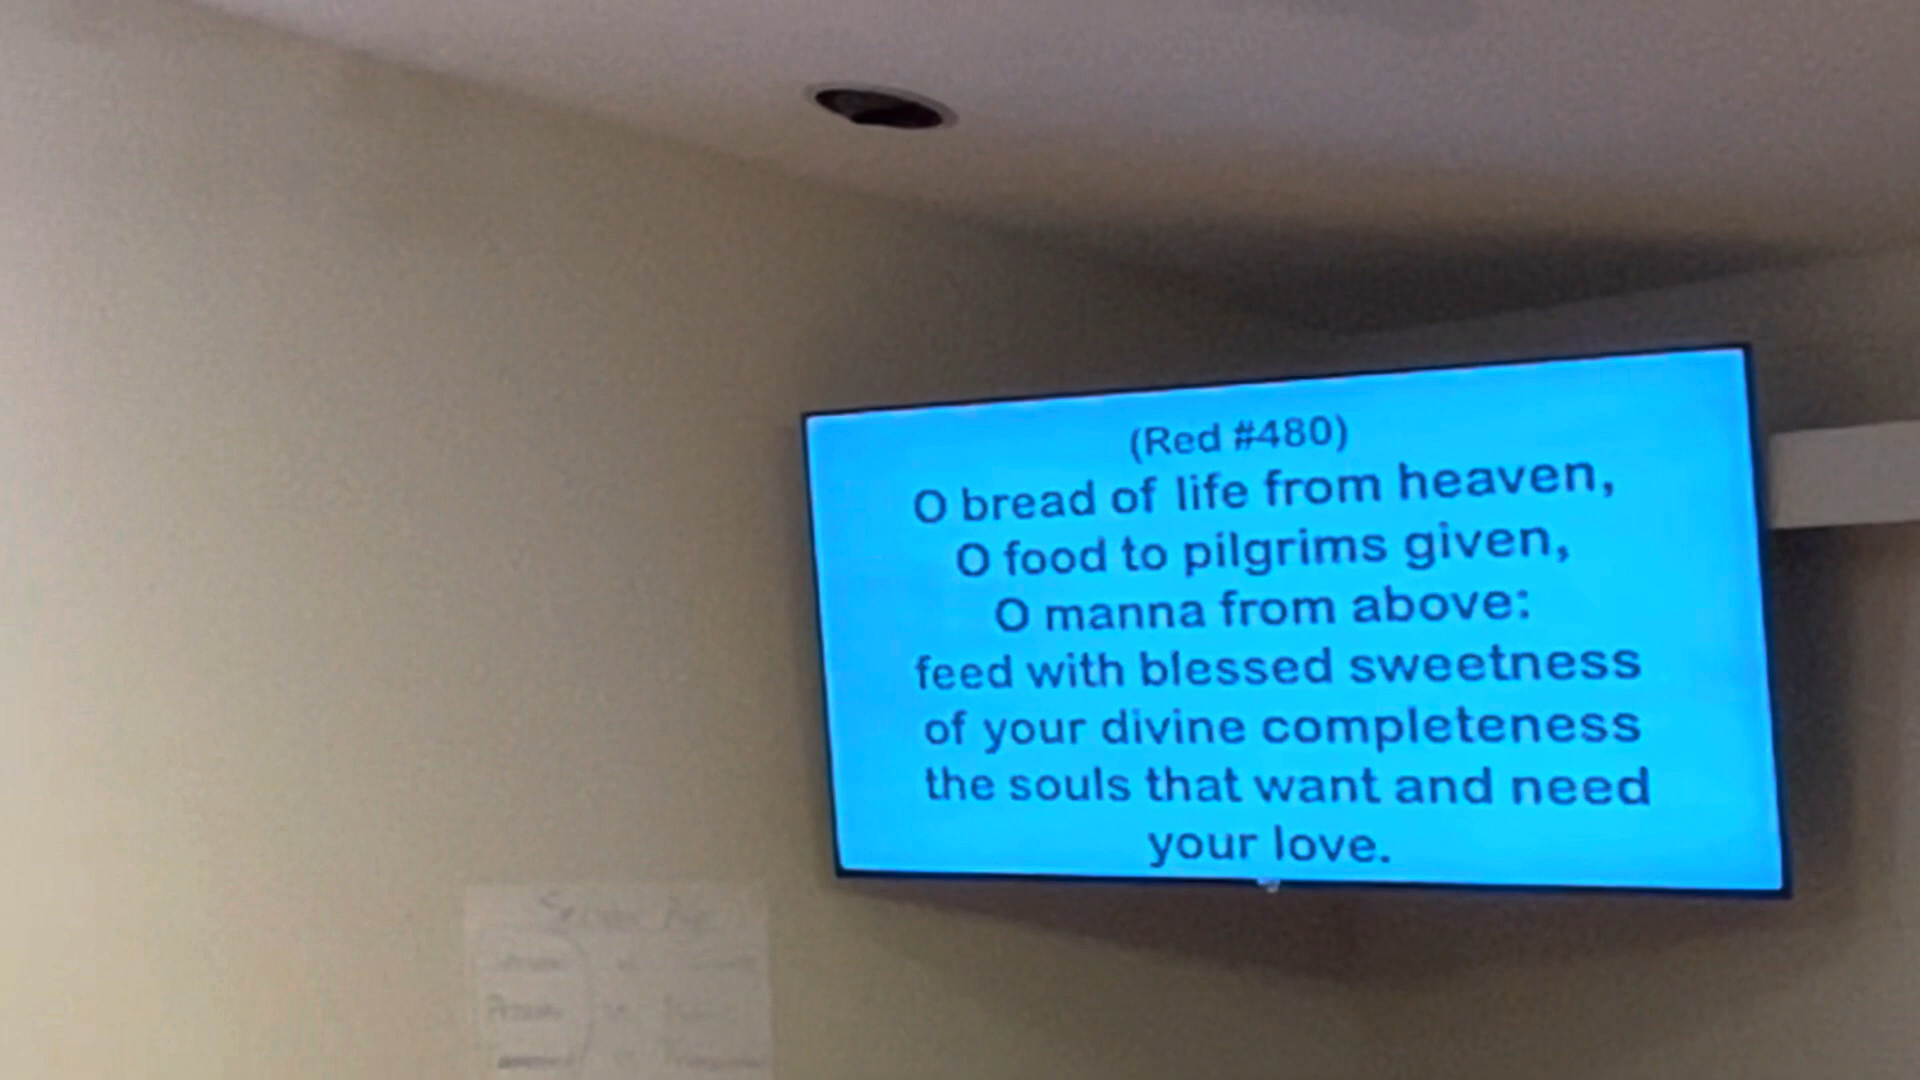 (Red #480)
O bread of life from heaven,
O food to pilgrims given,
O manna from above:
feed with blessed sweetness
of your divine completeness
the souls that want and need
your love.